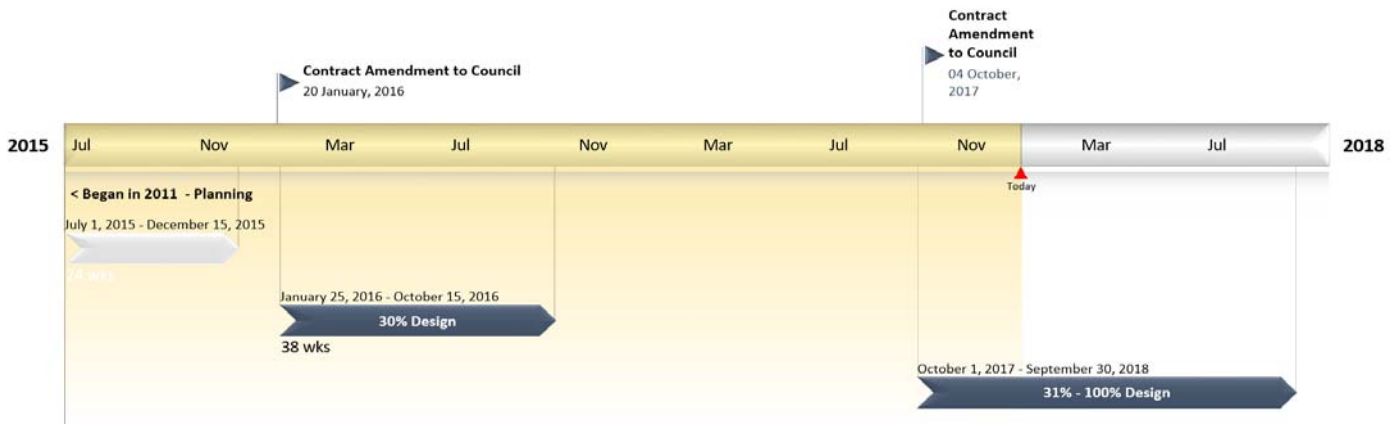 Contract
Amendment
to Council
04 October,
2017
Contract Amendment to Council
20 January, 2016
2015 Jul Nov Mar Jul Nov Mar Jul Nov Mar Jul 2018
Today
< Began in 2011 - Planning
July 1, 2015 - December 15, 2015
24 wks
January 25, 2016 - October 15, 2016
30% Design
38 wks
October 1, 2017 - September 30, 2018
31% - 100% Design